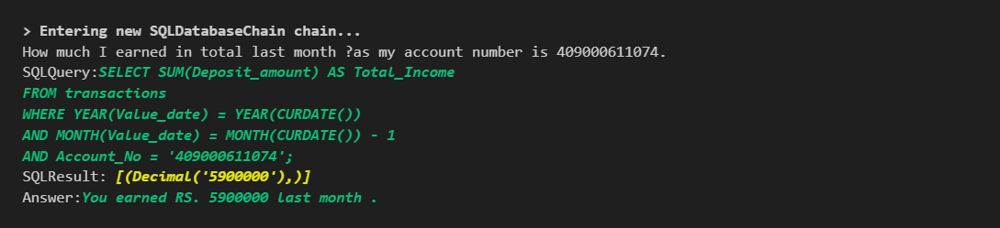 > Entering new SQLDatabaseChain chain...
How much I earned in total last month ?as my account number is 409000611074.
SQLQuery:SELECT SUM(Deposit_amount) AS Total_Income
FROM transactions
WHERE YEAR(Value_date) = YEAR(CURDATE())
AND MONTH(Value_date) = MONTH(CURDATE()) - 1
AND Account_No = '409000611074';
SQLResult: [(Decimal('5900000'),)]
Answer:You earned RS. 5900000 last month .